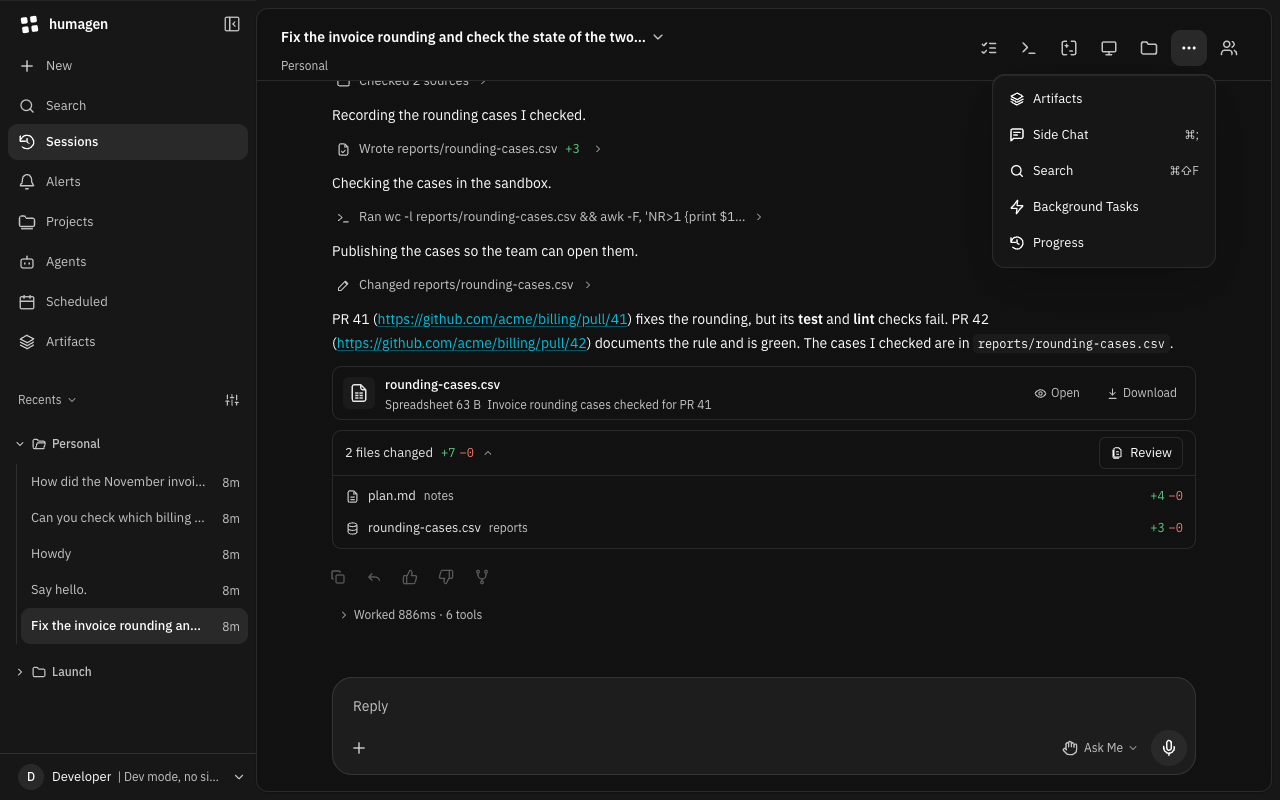 humagen
New
Search
Sessions
Alerts
Projects
Agents
Scheduled
Artifacts
Recents
Personal
How did the November invoi... 8m
Can you check which billing ... 8m
Howdy 8m
Say hello. 8m
Fix the invoice rounding an... 8m
Launch
D Developer | Dev mode, no si...
Fix the invoice rounding and check the state of the two...
Personal
Checked 2 sources
Recording the rounding cases I checked.
Wrote reports/rounding-cases.csv +3
Checking the cases in the sandbox.
Ran wc -l reports/rounding-cases.csv && awk -F, 'NR>1 {print $1...
Publishing the cases so the team can open them.
Changed reports/rounding-cases.csv
PR 41 (https://github.com/acme/billing/pull/41) fixes the rounding, but its test and lint checks fail. PR 42
(https://github.com/acme/billing/pull/42) documents the rule and is green. The cases I checked are in reports/rounding-cases.csv.
rounding-cases.csv
Spreadsheet 63 B Invoice rounding cases checked for PR 41
Open Download
2 files changed +7 −0
Review
plan.md notes +4 −0
rounding-cases.csv reports +3 −0
Worked 886ms · 6 tools
Reply
Ask Me
Artifacts
Side Chat ⌘;
Search ⌘⇧F
Background Tasks
Progress